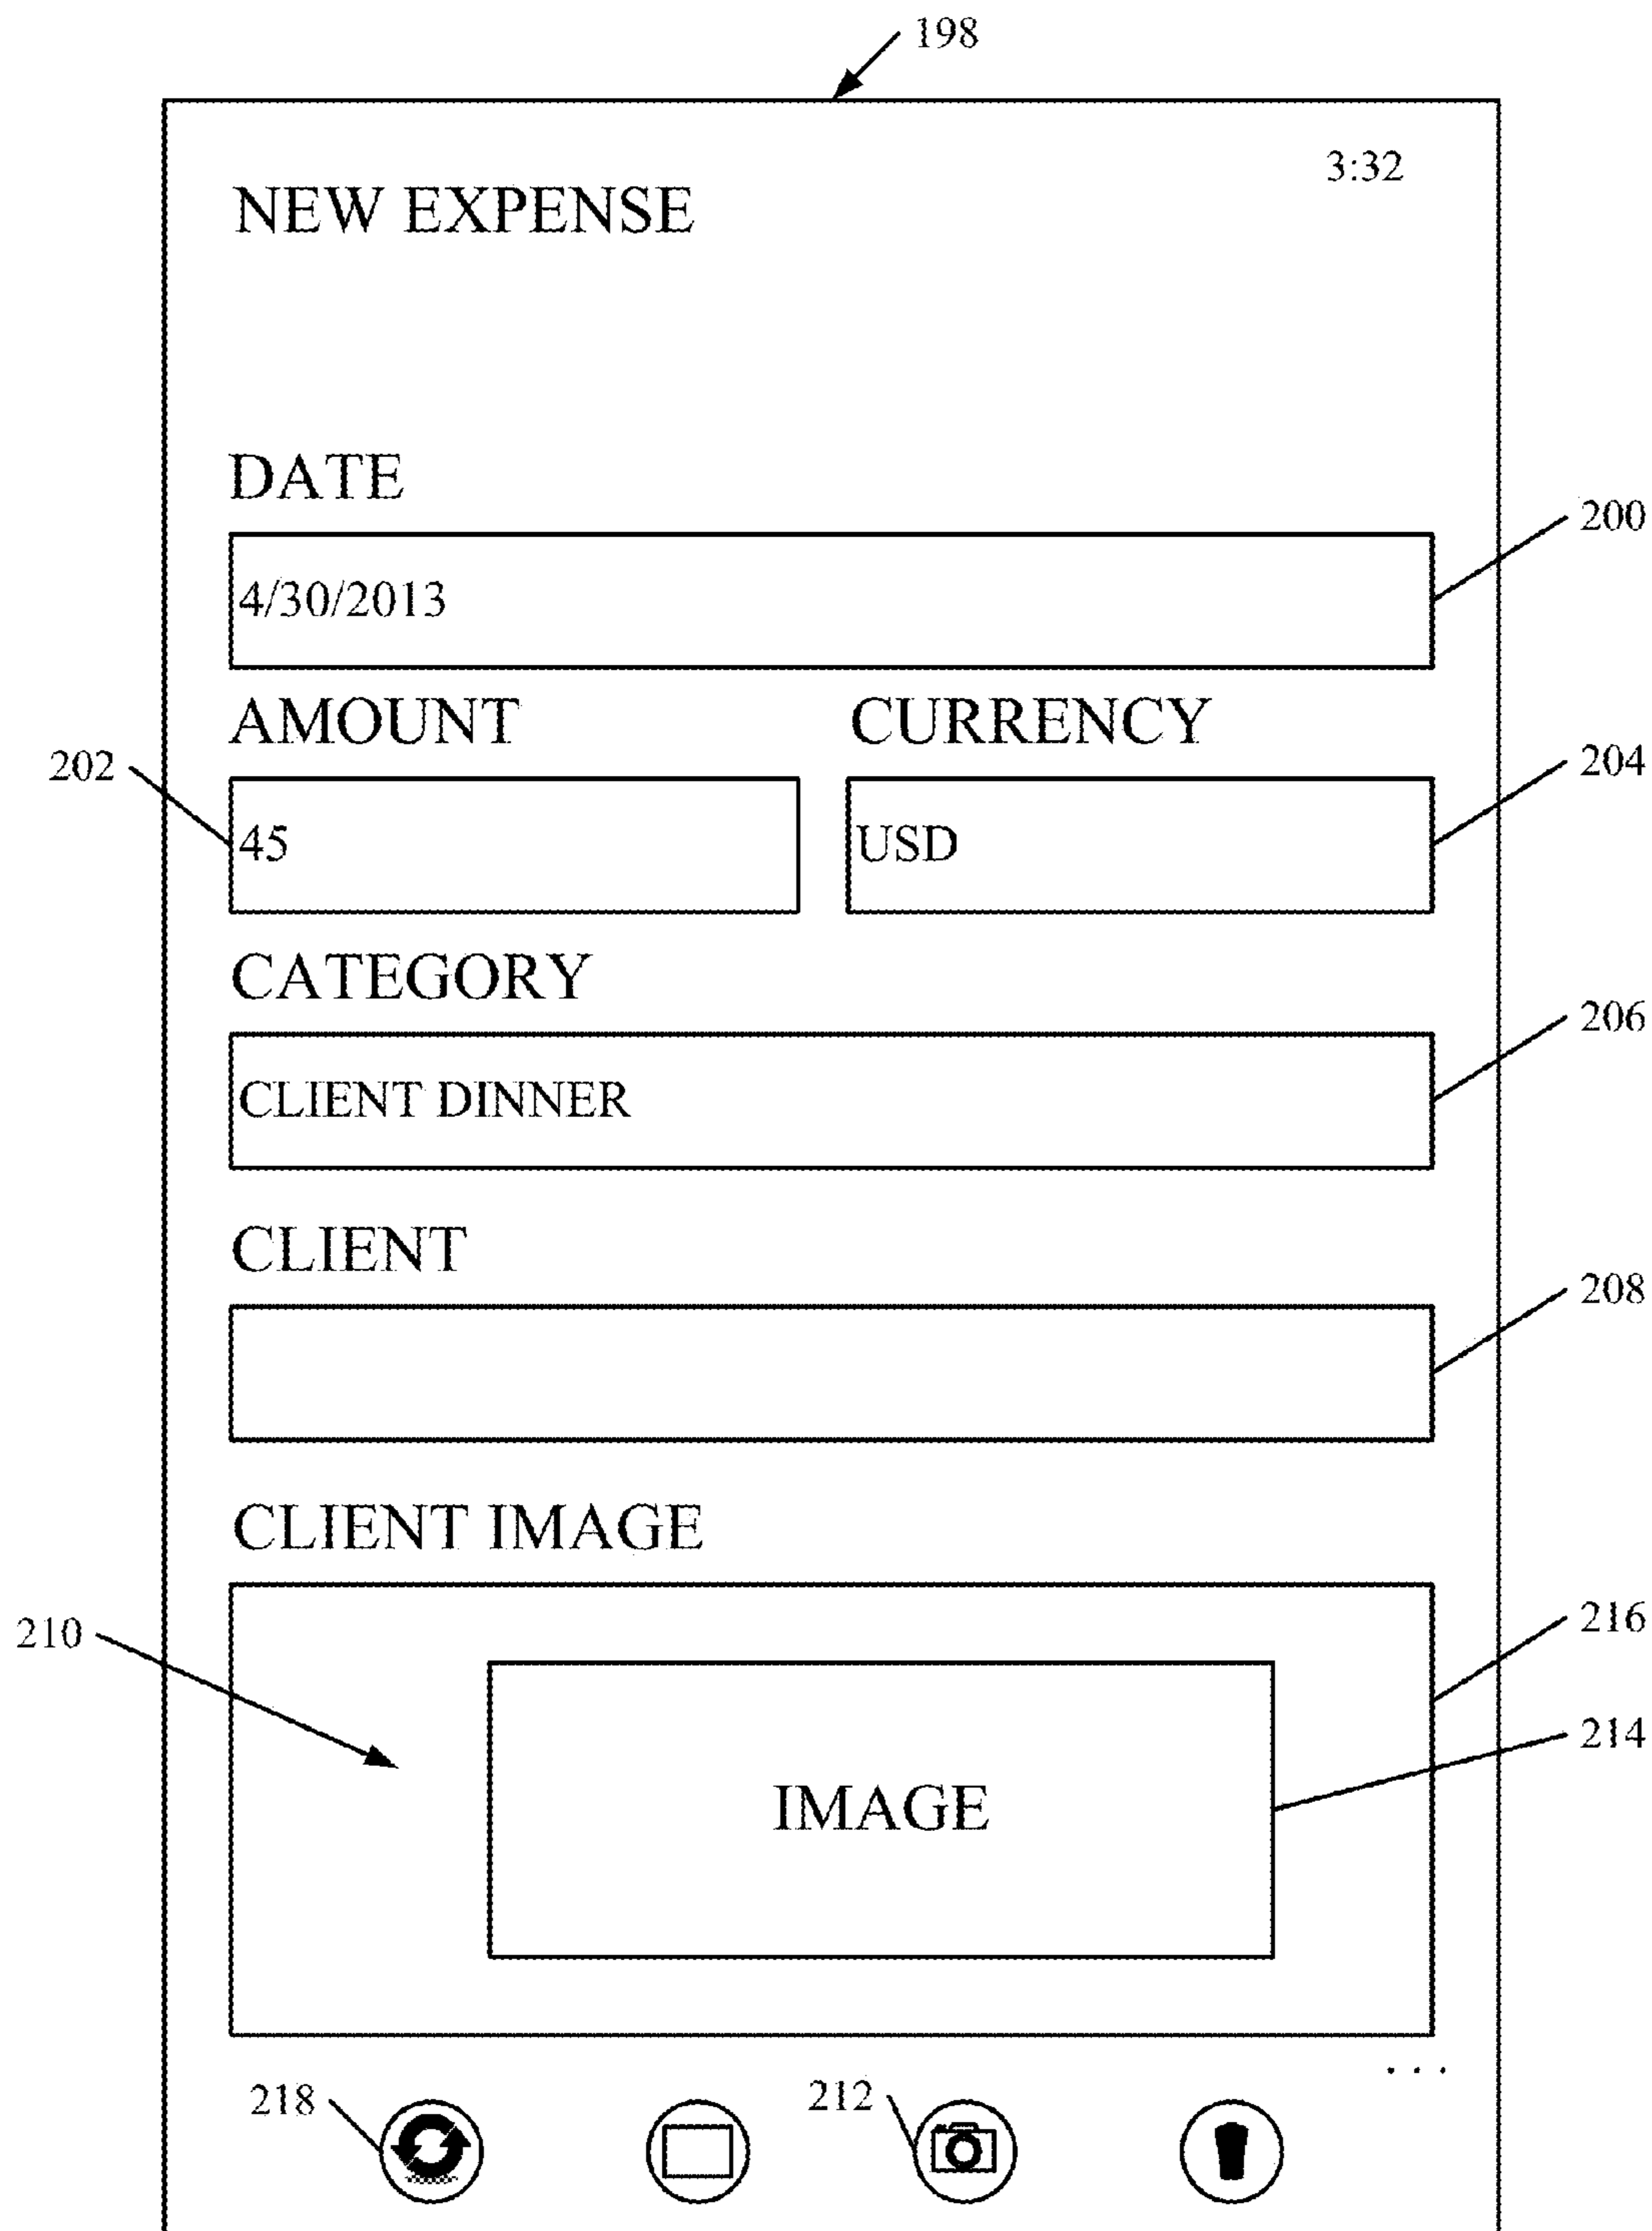 198
3:32
NEW EXPENSE
DATE
200
4/30/2013
AMOUNT CURRENCY
202 204
45 USD
CATEGORY
206
CLIENT DINNER
CLIENT
208
CLIENT IMAGE
216
210
214
IMAGE
. . .
218 212